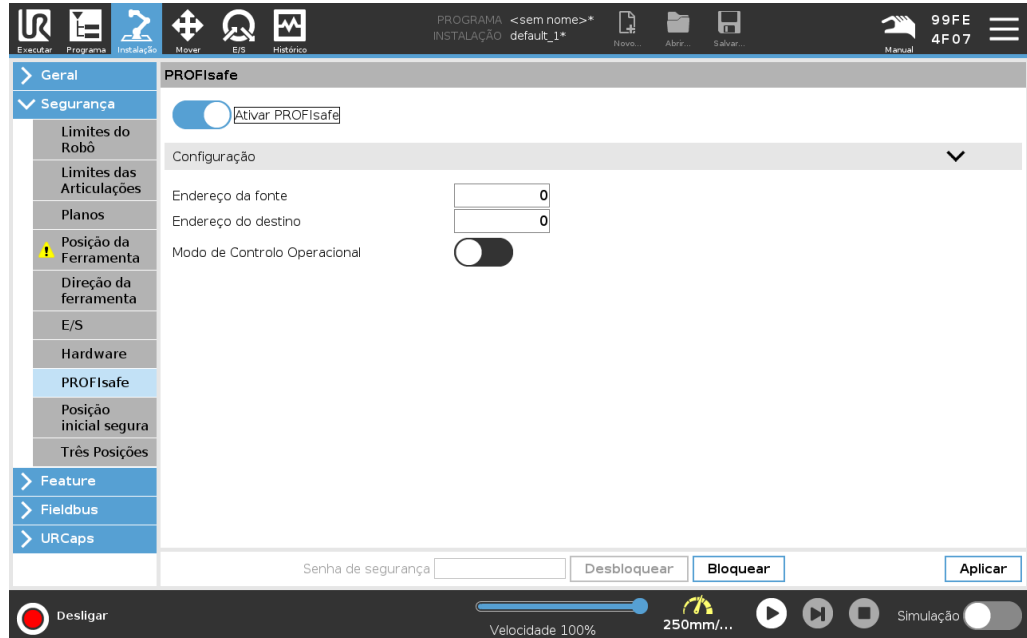 UR
PROGRAMA <sem nome>*
INSTALAÇÃO default_1*
Executar
Programa
Instalação
Mover
E/S
Histórico
Novo...
Abrir...
Salvar...
Manual
99FE
4F07
Geral
Segurança
Limites do
Robô
Limites das
Articulações
Planos
Posição da
Ferramenta
Direção da
ferramenta
E/S
Hardware
PROFIsafe
Posição
inicial segura
Três Posições
Feature
Fieldbus
URCaps
PROFIsafe
Ativar PROFIsafe
Configuração
Endereço da fonte 0
Endereço do destino 0
Modo de Controlo Operacional
Senha de segurança
Desbloquear
Bloquear
Aplicar
Desligar
Velocidade 100%
250mm/...
Simulação